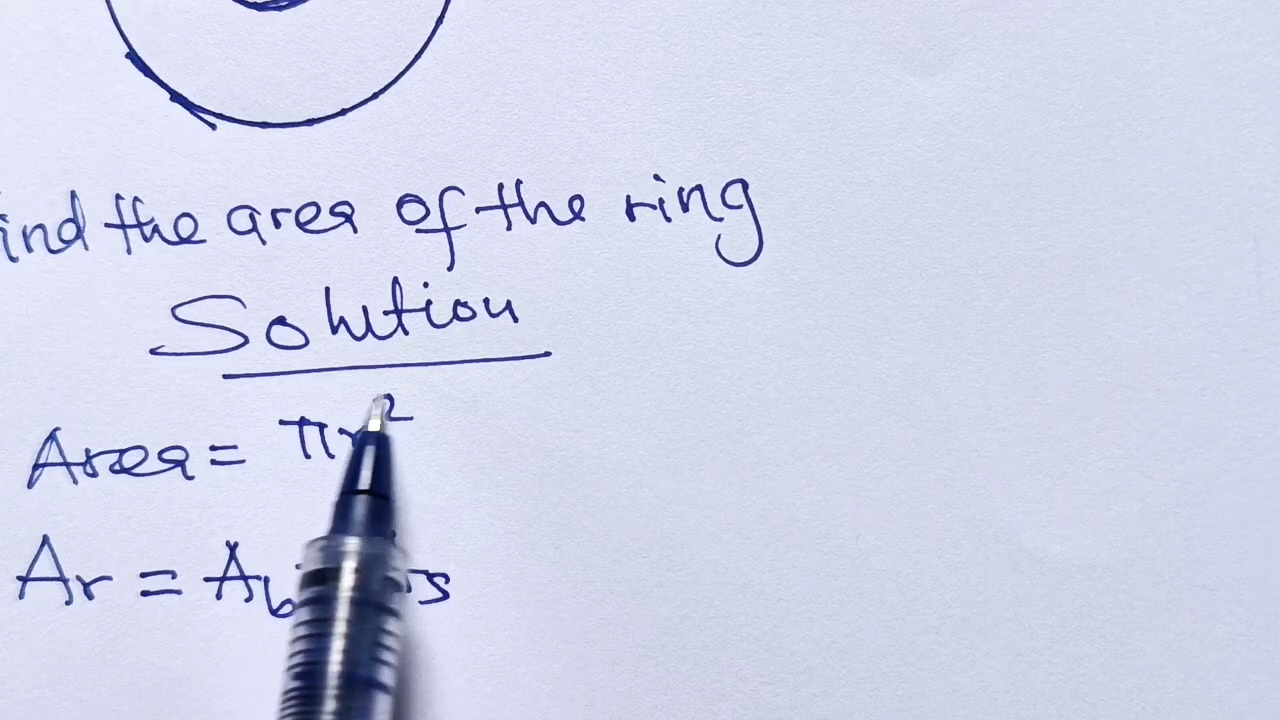 ind the area of the ring
Solution
Area = πr²
Ar = Ab s